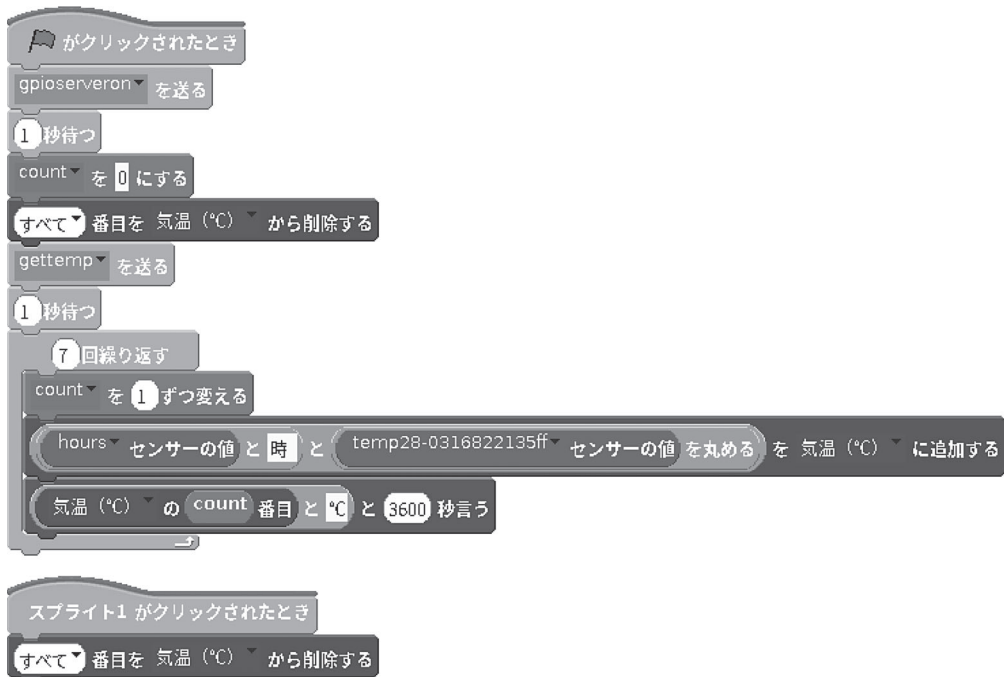 がクリックされたとき
gpioserveron を送る
1 秒待つ
count を 0 にする
すべて 番目を 気温（℃） から削除する
gettemp を送る
1 秒待つ
7 回繰り返す
count を 1 ずつ変える
hours センサーの値 と 時 と temp28-0316822135ff センサーの値 を丸める を 気温（℃） に追加する
気温（℃） の count 番目 と ℃ と 3600 秒言う
スプライト1 がクリックされたとき
すべて 番目を 気温（℃） から削除する